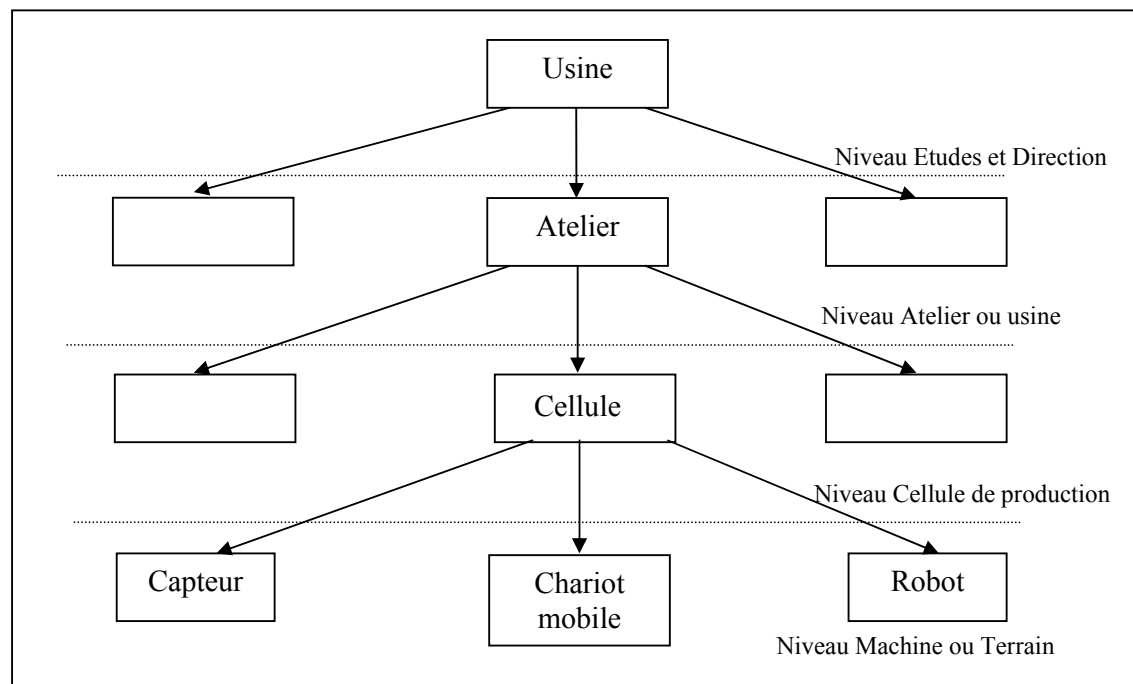 Usine
Niveau Etudes et Direction
Atelier
Niveau Atelier ou usine
Cellule
Niveau Cellule de production
Capteur
Chariot
mobile
Robot
Niveau Machine ou Terrain